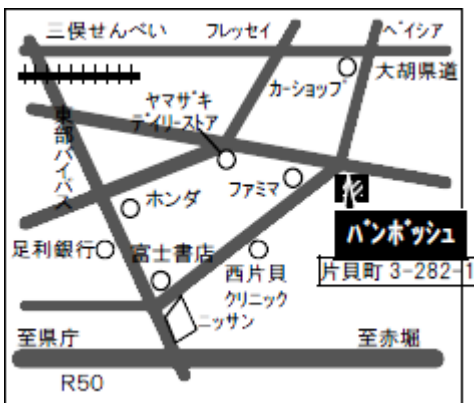 三俣せんべい
フレッセイ
ベイシア
大胡県道
カーショップ
ヤマザキ
デイリーストア
東部バイパス
ファミマ
ホンダ
バンボッシュ
足利銀行
富士書店
西片貝
クリニック
片貝町 3-282-1
ニッサン
至県庁
至赤堀
R50